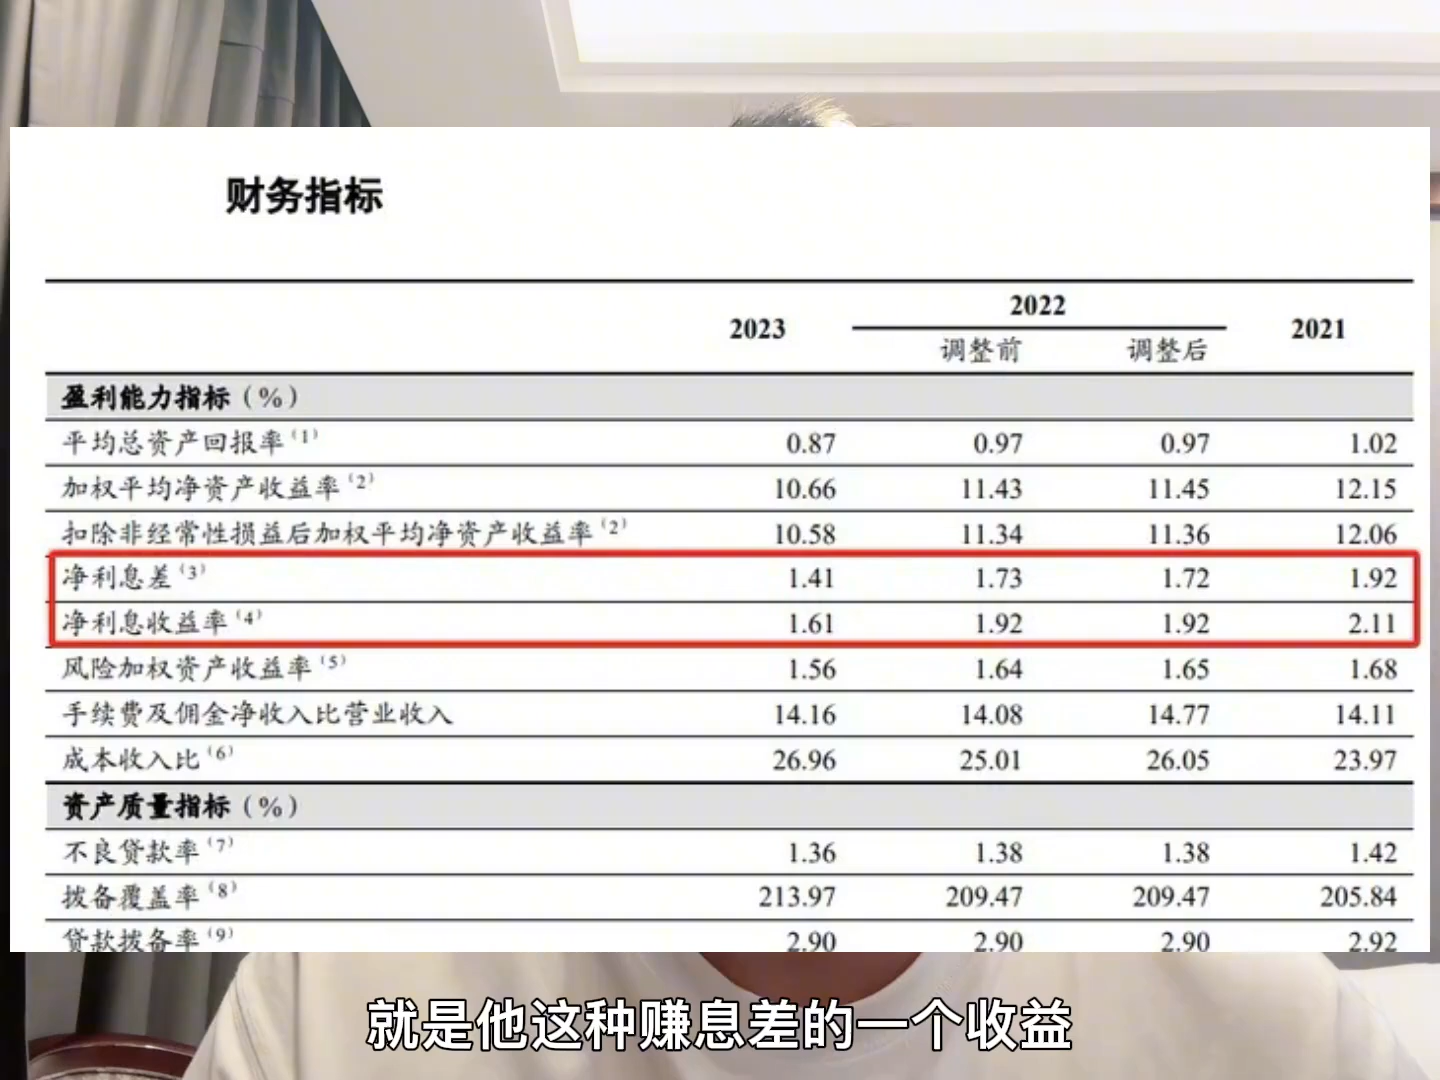 财务指标
2023 2022 2021
调整前 调整后
盈利能力指标（%）
平均总资产回报率（1） 0.87 0.97 0.97 1.02
加权平均净资产收益率（2） 10.66 11.43 11.45 12.15
扣除非经常性损益后加权平均净资产收益率（2） 10.58 11.34 11.36 12.06
净利息差（3） 1.41 1.73 1.72 1.92
净利息收益率（4） 1.61 1.92 1.92 2.11
风险加权资产收益率（5） 1.56 1.64 1.65 1.68
手续费及佣金净收入比营业收入 14.16 14.08 14.77 14.11
成本收入比（6） 26.96 25.01 26.05 23.97
资产质量指标（%）
不良贷款率（7） 1.36 1.38 1.38 1.42
拨备覆盖率（8） 213.97 209.47 209.47 205.84
贷款拨备率（9） 2.90 2.90 2.90 2.92
就是他这种赚息差的一个收益